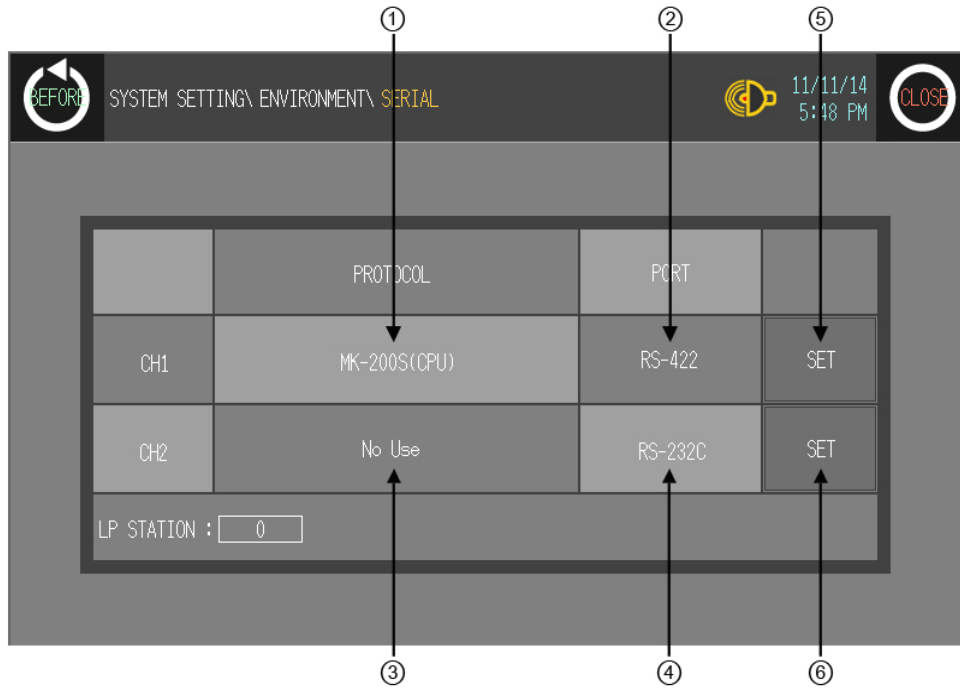 ① ② ⑤
BEFORE SYSTEM SETTING\ ENVIRONMENT\ SERIAL 11/11/14 5:48 PM CLOSE
PROTOCOL PORT
CH1 MK-200S(CPU) RS-422 SET
CH2 No Use RS-232C SET
LP STATION : 0
③ ④ ⑥